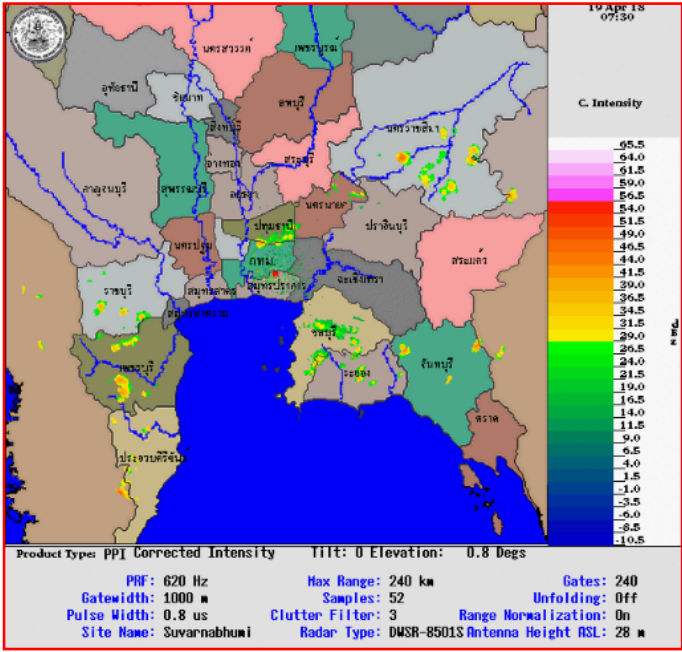 19 Apr 18
07:30
C. Intensity
นครสวรรค์
เพชรบูรณ์
อุทัยธานี
ชัยนาท
ลพบุรี
สิงห์บุรี
นครราชสีมา
อ่างทอง
สระบุรี
กาญจนบุรี
สุพรรณบุรี
อยุธยา
นครนายก
ปทุมธานี
ปราจีนบุรี
นครปฐม
กทม.
สระแก้ว
ราชบุรี
สมุทรสาคร
สมุทรปราการ
ฉะเชิงเทรา
สมุทรสงคราม
ชลบุรี
เพชรบุรี
ระยอง
จันทบุรี
ตราด
ประจวบคีรีขันธ์
65.5
64.0
61.5
59.0
56.5
54.0
51.5
49.0
46.5
44.0
41.5
39.0
36.5
34.0
31.5
29.0
26.5
24.0
21.5
19.0
16.5
14.0
11.5
9.0
6.5
4.0
1.5
-1.0
-3.5
-6.0
-8.5
-10.5
Product Type: PPI Corrected Intensity Tilt: 0 Elevation: 0.8 Degs
PRF: 620 Hz Max Range: 240 km Gates: 240
Gatewidth: 1000 m Samples: 52 Unfolding: Off
Pulse Width: 0.8 us Clutter Filter: 3 Range Normalization: On
Site Name: Suvarnabhumi Radar Type: DWSR-8501S Antenna Height ASL: 28 m